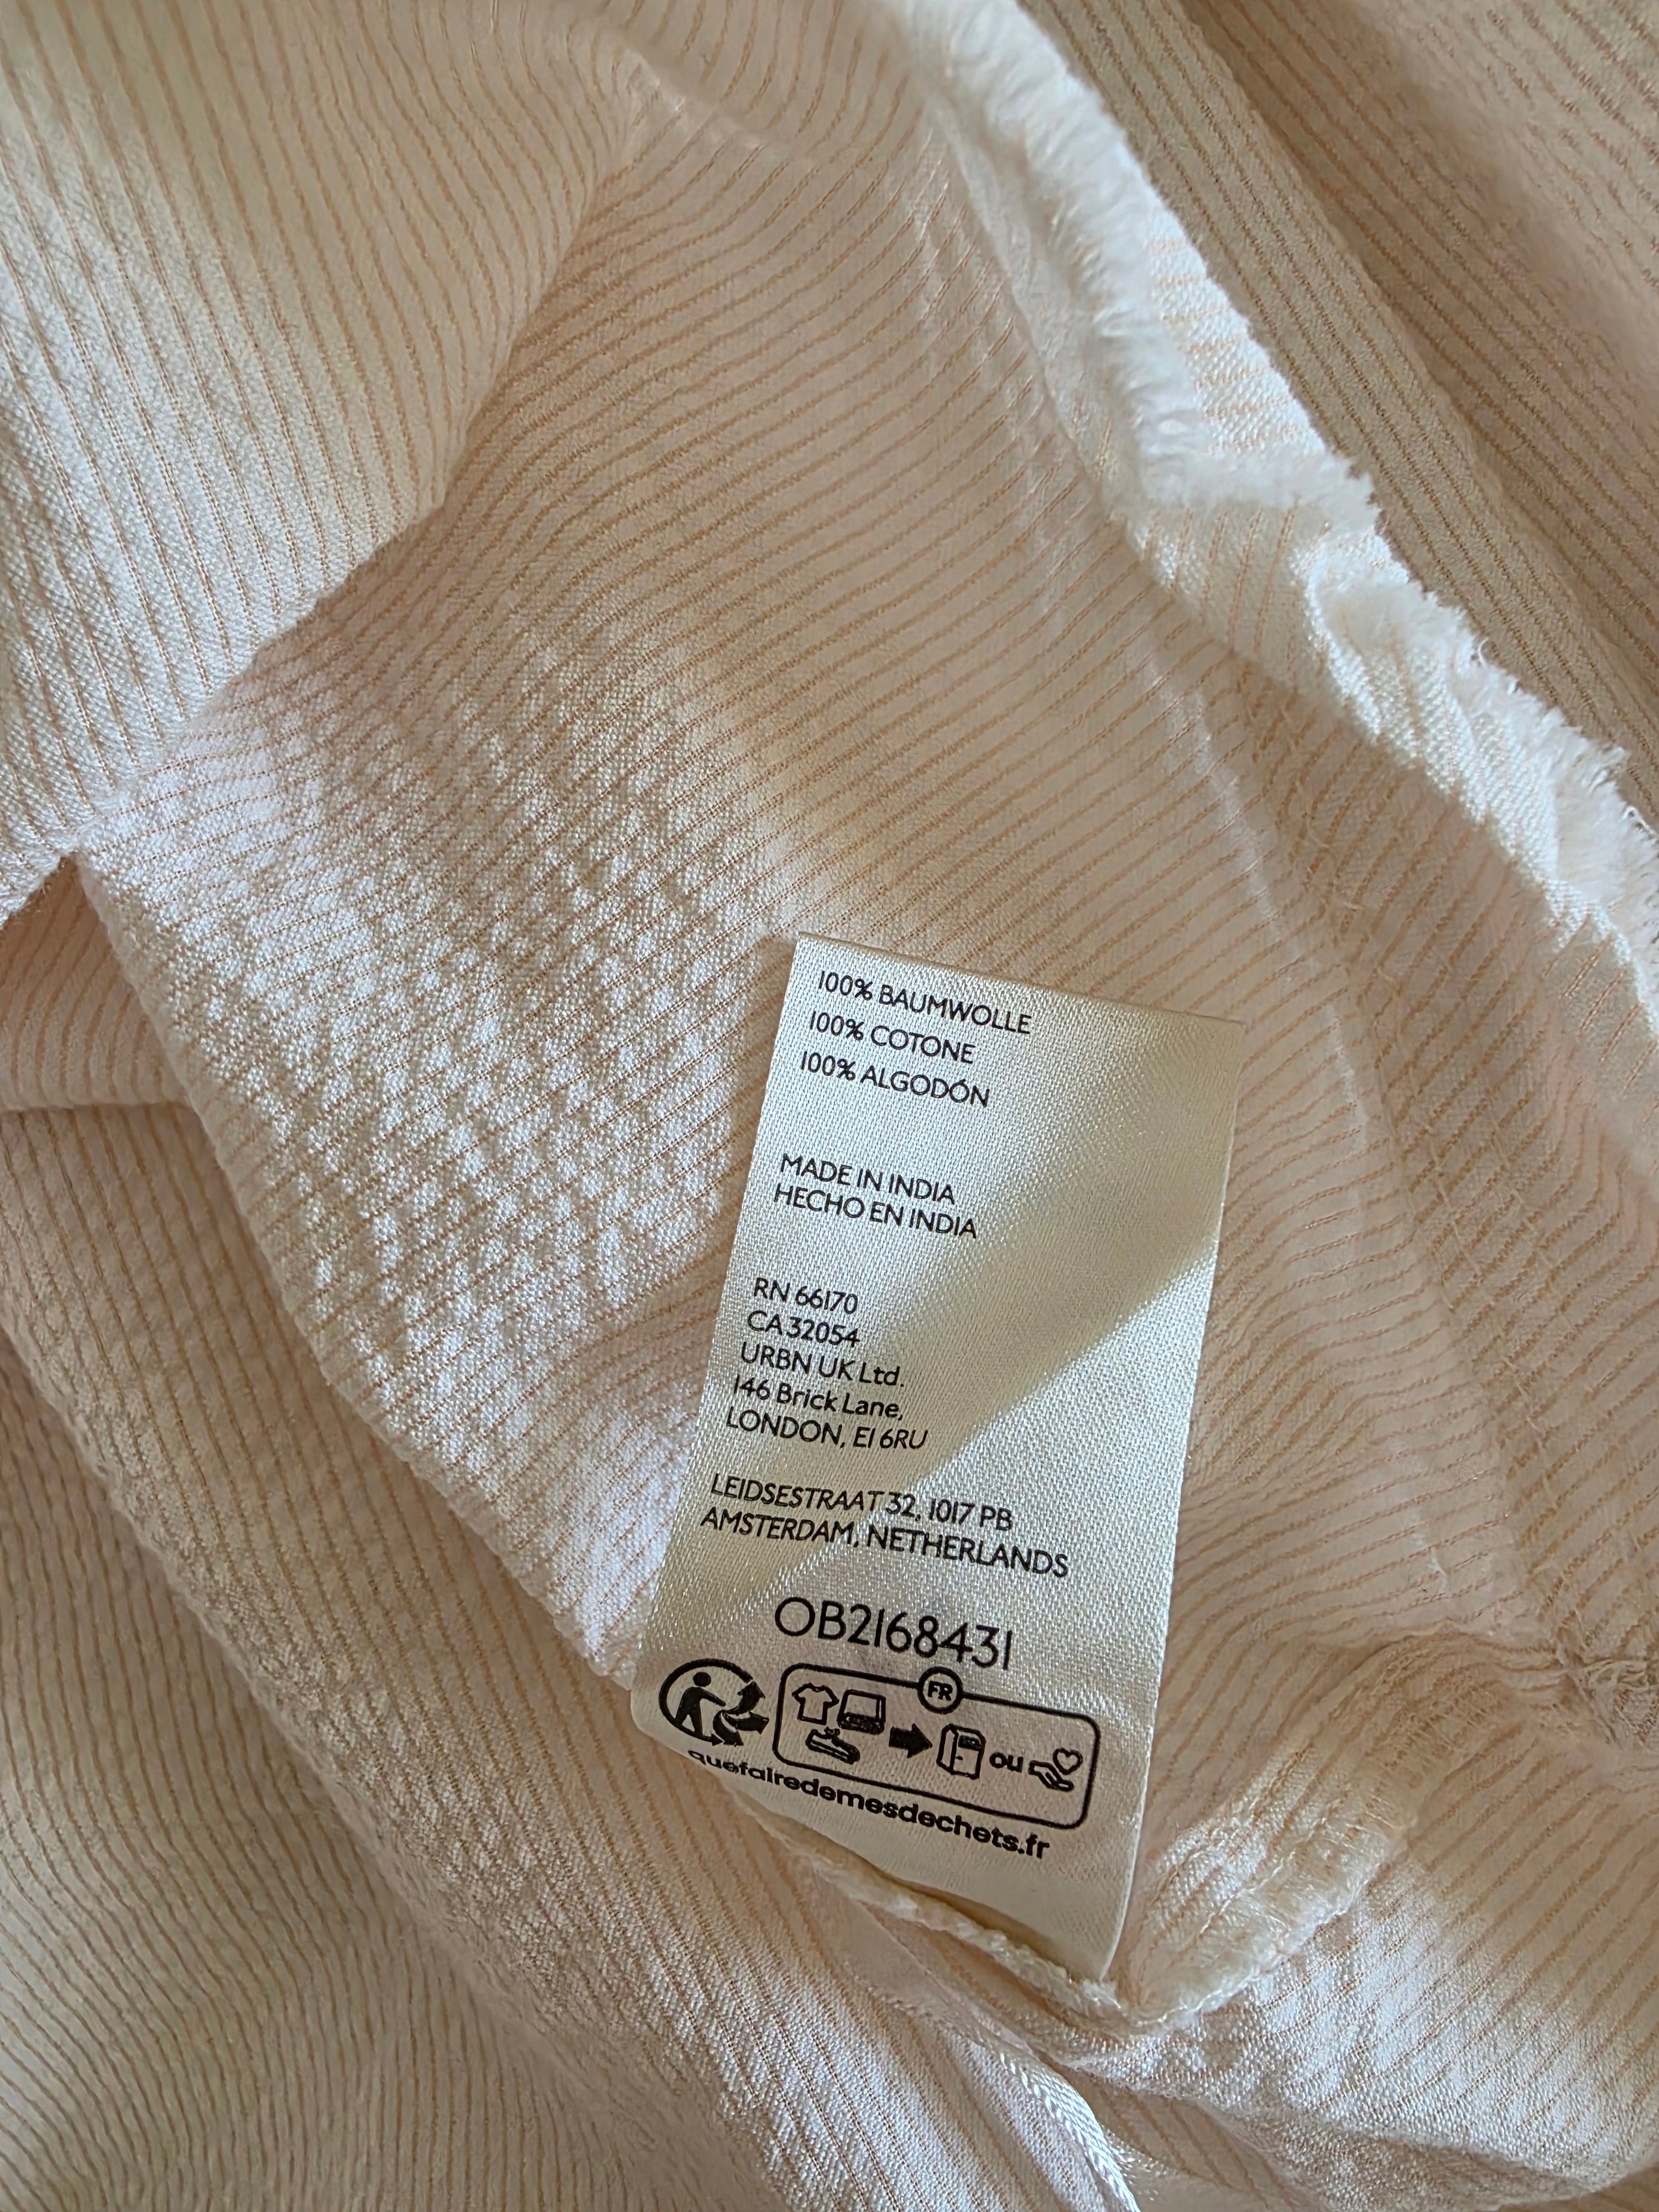 100% BAUMWOLLE
100% COTONE
100% ALGODÓN
MADE IN INDIA
HECHO EN INDIA
RN 66170
CA 32054
URBN UK Ltd.
146 Brick Lane,
LONDON, E1 6RU
LEIDSESTRAAT 32, 1017 PB
AMSTERDAM, NETHERLANDS
OB2168431
FR
ou
quefairedemesdechets.fr